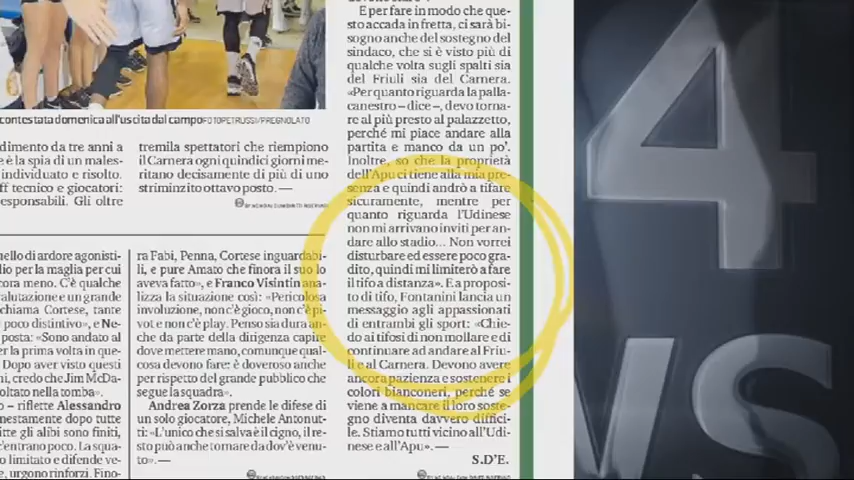 contestata domenica all'uscita dal campo FOTO PETRUSSI/PREGNOLATO
dimento da tre anni a
è è la spia di un males-
individuato e risolto.
ff tecnico e giocatori:
esponsabili. Gli oltre
tremila spettatori che riempiono
il Carnera ogni quindici giorni me-
ritano decisamente di più di uno
striminzito ottavo posto. —
uello di ardore agonisti-
lio per la maglia per cui
cora meno. C'è qualche
valutazione e un grande
chiama Cortese, tante
poco distintivo», e Ne-
posta: «Sono andato al
er la prima volta in que-
Dopo aver visto questi
ni, credo che Jim McDa-
oltato nella tomba».
o – riflette Alessandro
nestamente dopo tutte
tte gli alibi sono finiti,
c'entrano poco. La squa-
o limitato e difende ve-
e, urgono rinforzi. Fino-
ra Fabi, Penna, Cortese inguardabi-
li, e pure Amato che finora il suo lo
aveva fatto», e Franco Visintin ana-
lizza la situazione così: «Pericolosa
involuzione, non c'è gioco, non c'è pi-
vot e non c'è play. Penso sia dura an-
che da parte della dirigenza capire
dove mettere mano, comunque qual-
cosa devono fare: è doveroso anche
per rispetto del grande pubblico che
segue la squadra».
Andrea Zorza prende le difese di
un solo giocatore, Michele Antonut-
ti: «L'unico che si salva è il cigno, il re-
sto può anche tornare da dov'è venu-
to». —
E per fare in modo che que-
sto accada in fretta, ci sarà bi-
sogno anche del sostegno del
sindaco, che si è visto più di
qualche volta sugli spalti sia
del Friuli sia del Carnera.
«Per quanto riguarda la palla-
canestro – dice –, devo torna-
re al più presto al palazzetto,
perché mi piace andare alla
partita e manco da un po'.
Inoltre, so che la proprietà
dell'Apu ci tiene alla mia pre-
senza e quindi andrò a tifare
sicuramente, mentre per
quanto riguarda l'Udinese
non mi arrivano inviti per an-
dare allo stadio... Non vorrei
disturbare ed essere poco gra-
dito, quindi mi limiterò a fare
il tifo a distanza». E a proposi-
to di tifo, Fontanini lancia un
messaggio agli appassionati
di entrambi gli sport: «Chie-
do ai tifosi di non mollare e di
continuare ad andare al Friu-
li e al Carnera. Devono avere
ancora pazienza e sostenere i
colori bianconeri, perché se
viene a mancare il loro soste-
gno diventa davvero diffici-
le. Stiamo tutti vicino all'Udi-
nese e all'Apu». —
S.D'E.
4
WS